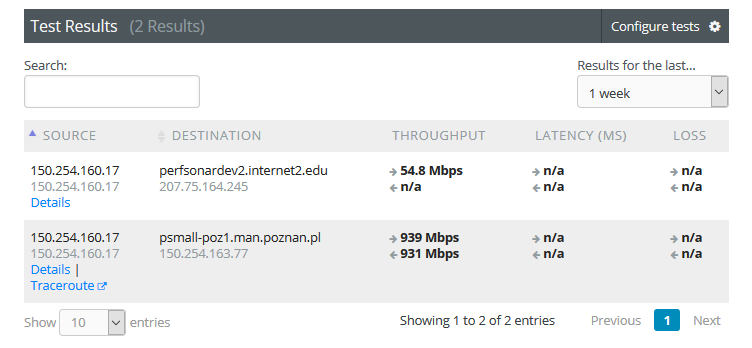 Test Results (2 Results) Configure tests
Search: Results for the last...
1 week
SOURCE DESTINATION THROUGHPUT LATENCY (MS) LOSS
150.254.160.17 perfsonardev2.internet2.edu → 54.8 Mbps → n/a → n/a
150.254.160.17 207.75.164.245 ← n/a ← n/a ← n/a
Details
150.254.160.17 psmall-poz1.man.poznan.pl → 939 Mbps → n/a → n/a
150.254.160.17 150.254.163.77 ← 931 Mbps ← n/a ← n/a
Details |
Traceroute
Show 10 entries Showing 1 to 2 of 2 entries Previous 1 Next